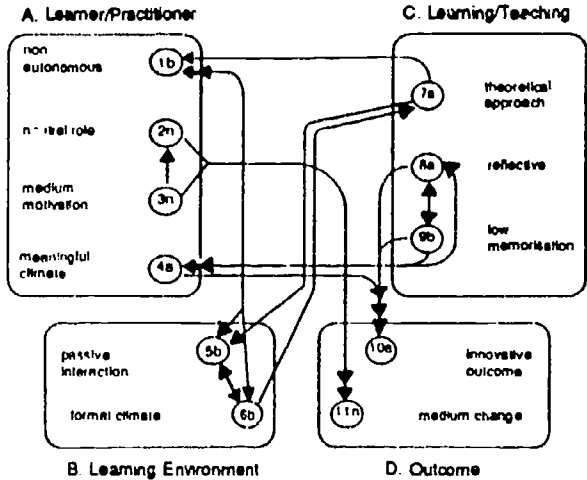 A. Learner/Practitioner
C. Learning/Teaching
non
autonomous
1b
theoretical
approach
7a
role
2n
reflective
8a
medium
motivation
3n
low
memorisation
9b
meaningful
climate
4a
passive
interaction
5b
10a
innovative
outcome
formal climate
6b
11n
medium change
B. Learning Environment
D. Outcome